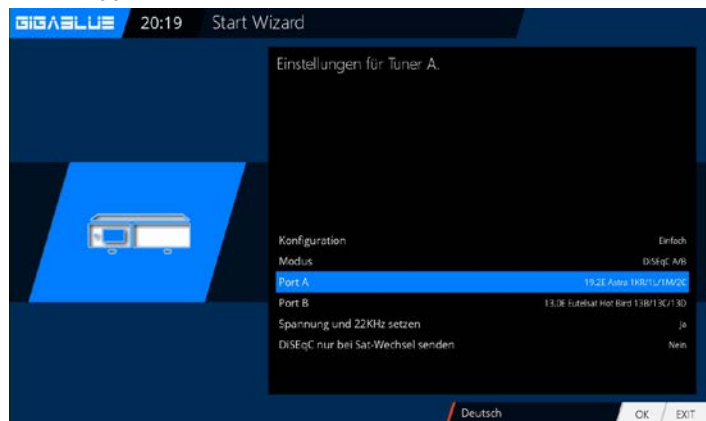 GIGABLUE 20:19 Start Wizard
Einstellungen für Tuner A.
Konfiguration Einfach
Modus DiSEqC A/B
Port A 19.2E Astra 1KR/1L/1M/2C
Port B 13.0E Eutelsat Hot Bird 13B/13C/13D
Spannung und 22KHz setzen Ja
DiSEqC nur bei Sat-Wechsel senden Nein
Deutsch OK EXIT